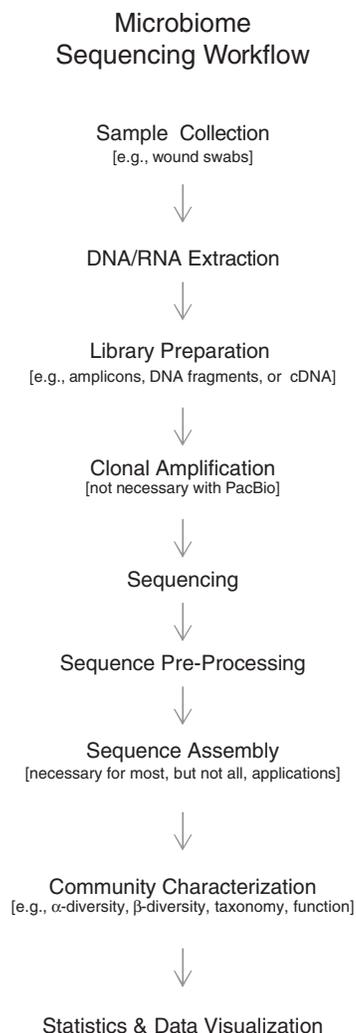 Microbiome
Sequencing Workflow
Sample Collection
[e.g., wound swabs]
DNA/RNA Extraction
Library Preparation
[e.g., amplicons, DNA fragments, or cDNA]
Clonal Amplification
[not necessary with PacBio]
Sequencing
Sequence Pre-Processing
Sequence Assembly
[necessary for most, but not all, applications]
Community Characterization
[e.g., α-diversity, β-diversity, taxonomy, function]
Statistics & Data Visualization